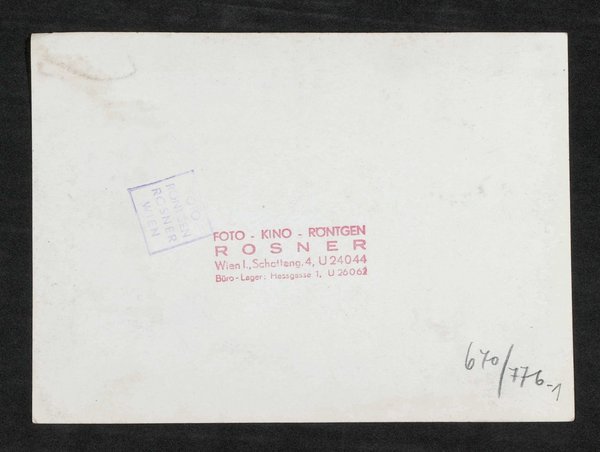 FOTO
RÖNTGEN
ROSNER
WIEN
FOTO - KINO - RÖNTGEN
ROSNER
Wien I., Schotteng. 4, U 24044
Büro-Lager: Hessgasse 1, U 26062
670/776-1